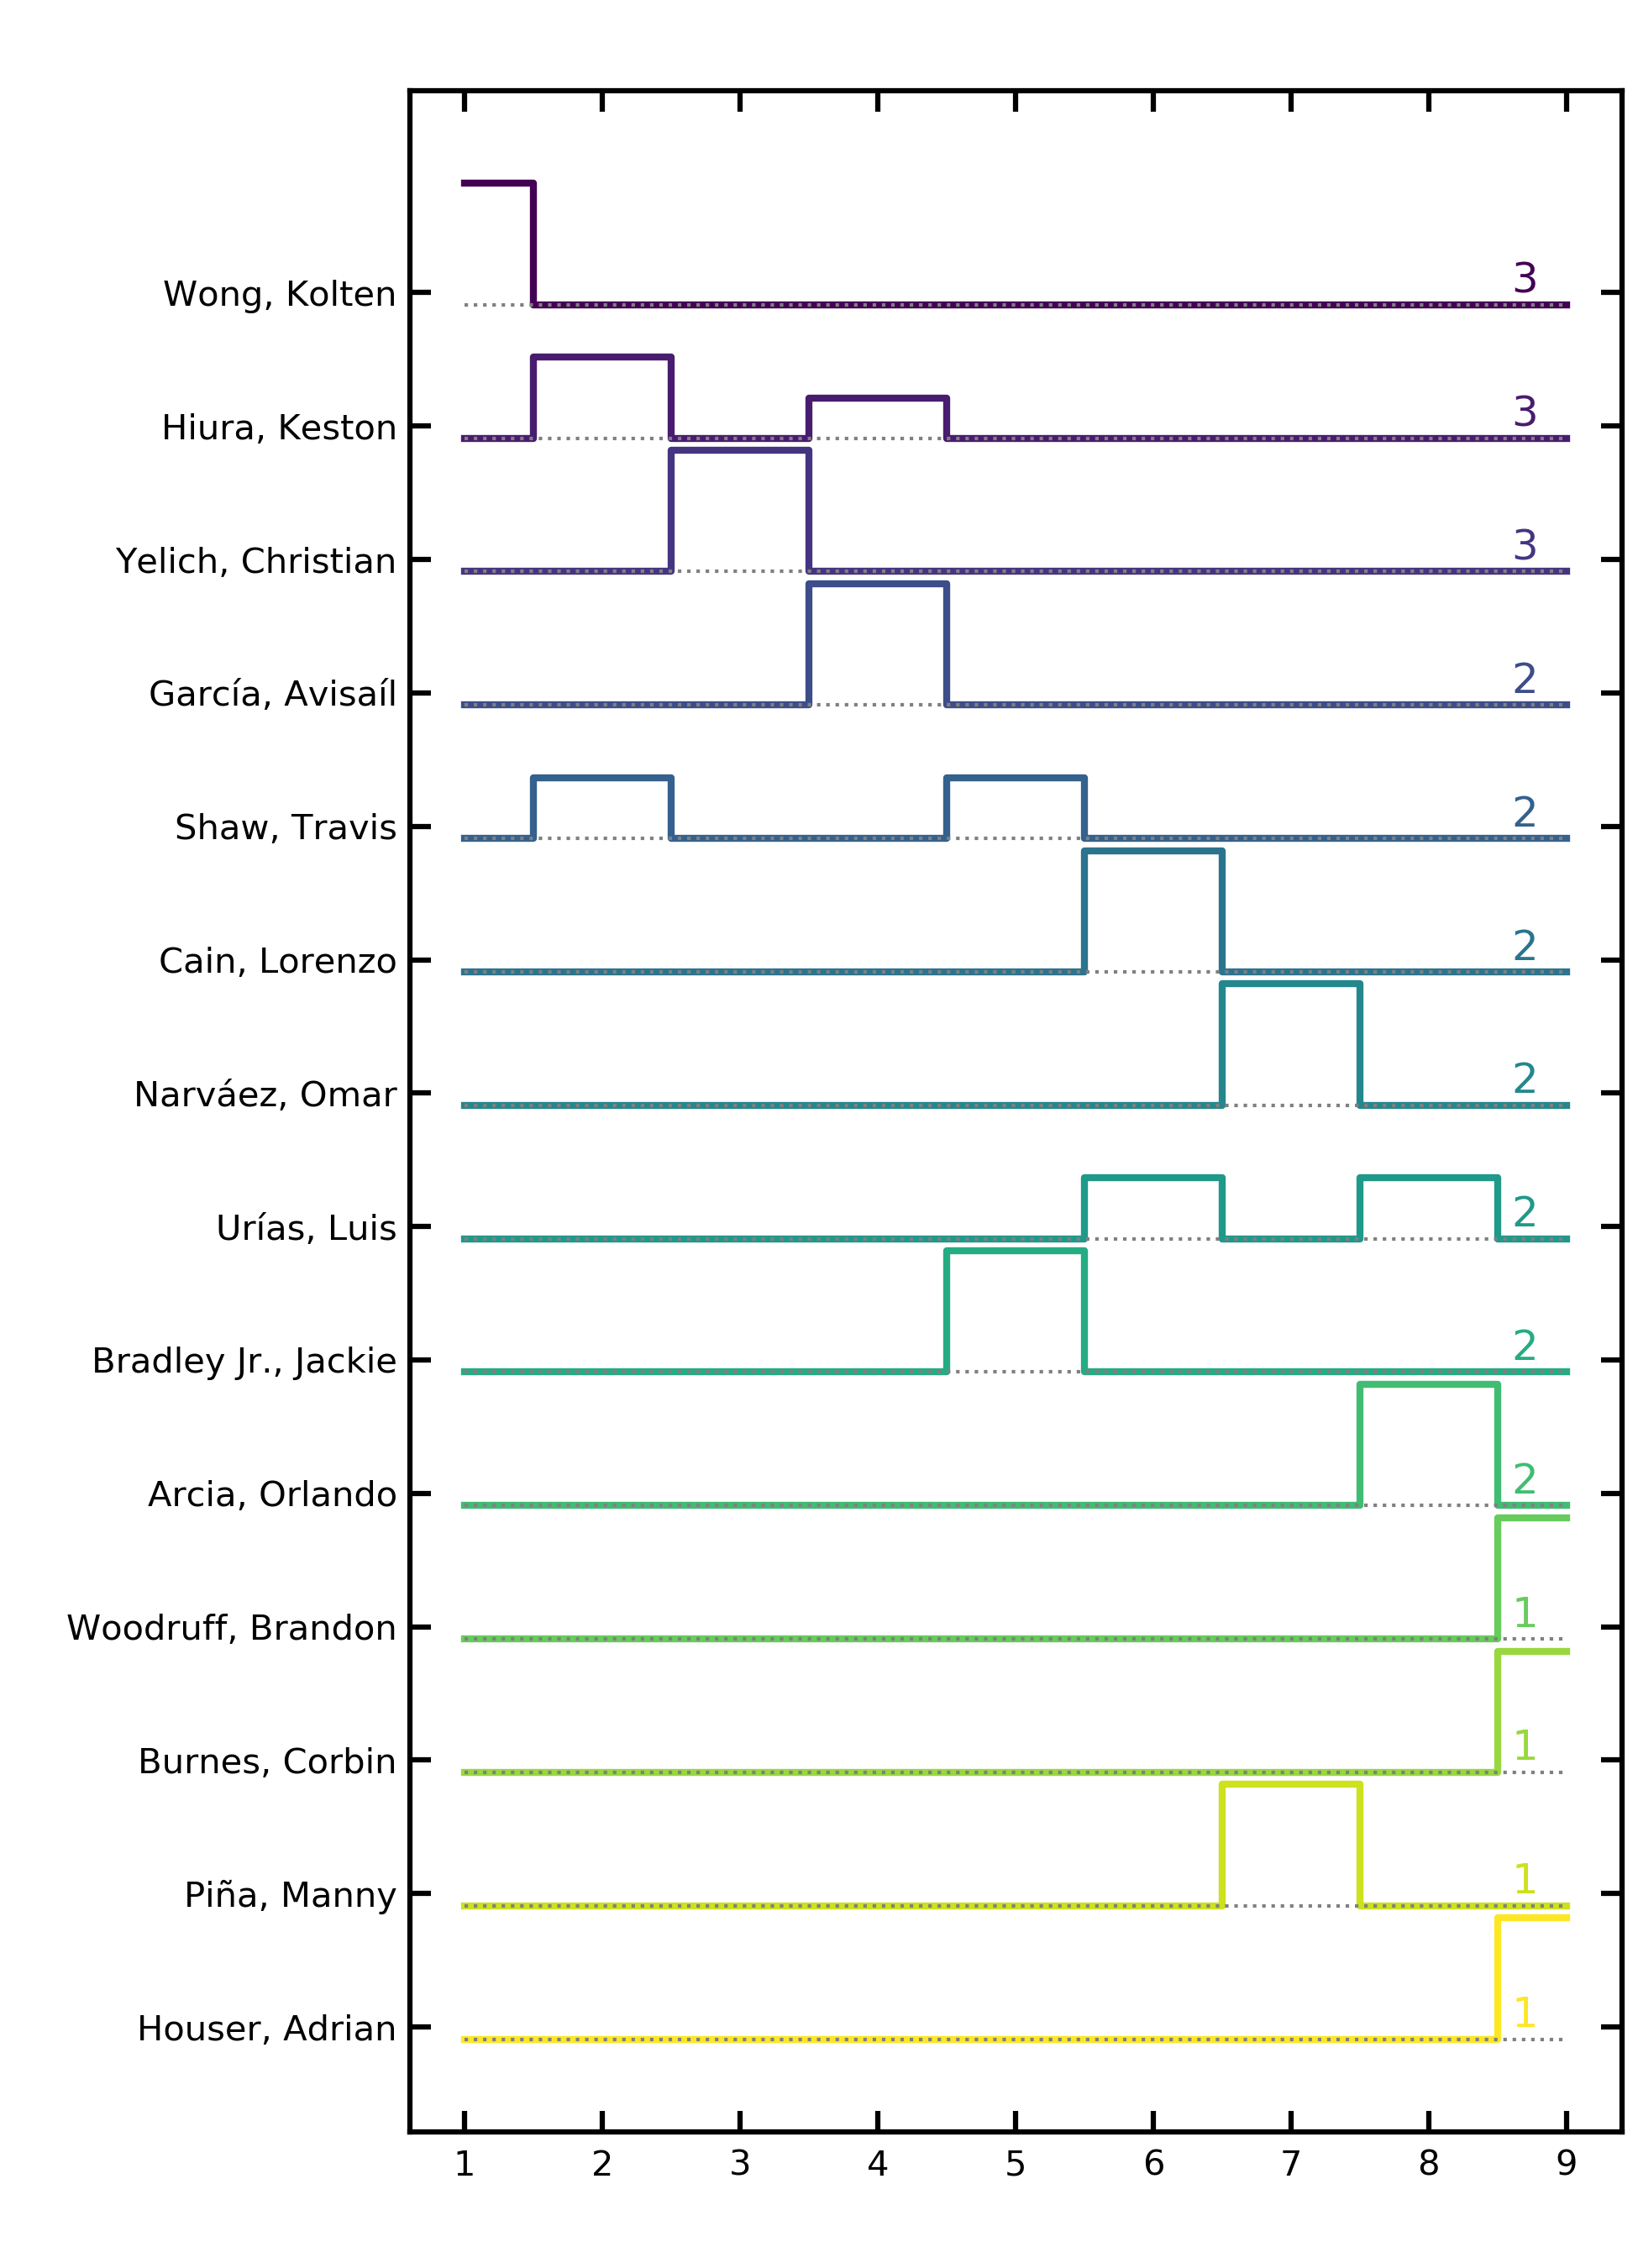 Wong, Kolten 3
Hiura, Keston 3
Yelich, Christian 3
García, Avisaíl 2
Shaw, Travis 2
Cain, Lorenzo 2
Narváez, Omar 2
Urías, Luis 2
Bradley Jr., Jackie 2
Arcia, Orlando 2
Woodruff, Brandon 1
Burnes, Corbin 1
Piña, Manny 1
Houser, Adrian 1
1 2 3 4 5 6 7 8 9